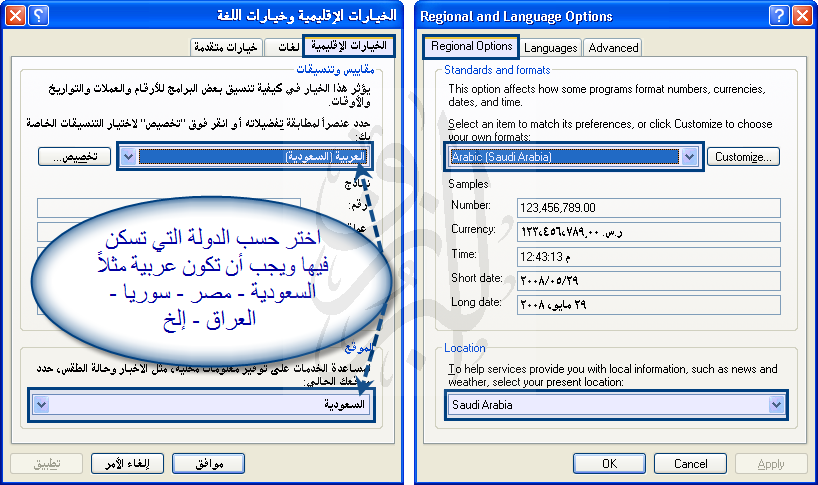 الخيارات الإقليمية وخيارات اللغة
الخيارات الإقليمية لغات خيارات متقدمة
مقاييس وتنسيقات
يؤثر هذا الخيار في كيفية تنسيق بعض البرامج للأرقام والعملات والتواريخ
والأوقات.
حدد عنصراً لمطابقة تفضيلاته أو انقر فوق "تخصيص" لاختيار التنسيقات الخاصة
بك:
العربية (السعودية) تخصيص...
نماذج
رقم:
اختر حسب الدولة التي تسكن
فيها ويجب أن تكون عربية مثلاً
السعودية - مصر - سوريا -
العراق - إلخ
الموقع
لمساعدة الخدمات على توفير معلومات محلية، مثل الاخبار وحالة الطقس، حدد
موقعك الحالي:
السعودية
موافق إلغاء الأمر تطبيق
Regional and Language Options
Regional Options Languages Advanced
Standards and formats
This option affects how some programs format numbers, currencies,
dates, and time.
Select an item to match its preferences, or click Customize to choose
your own formats:
Arabic (Saudi Arabia) Customize...
Samples
Number: 123,456,789.00
Currency: ر.س. ١٢٣,٤٥٦,٧٨٩,٠٠
Time: 12:43:13 م
Short date: ٢٠٠٨/٠٥/٢٩
Long date: ٢٩ مايو, ٢٠٠٨
Location
To help services provide you with local information, such as news and
weather, select your present location:
Saudi Arabia
OK Cancel Apply